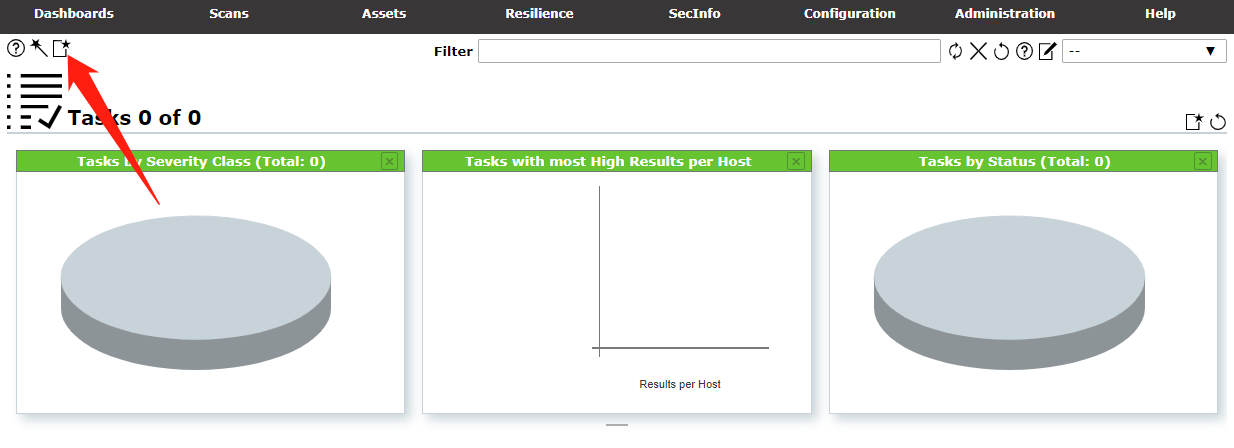 Dashboards Scans Assets Resilience SecInfo Configuration Administration Help
Filter --
Tasks 0 of 0
Tasks by Severity Class (Total: 0) Tasks with most High Results per Host Tasks by Status (Total: 0)
Results per Host